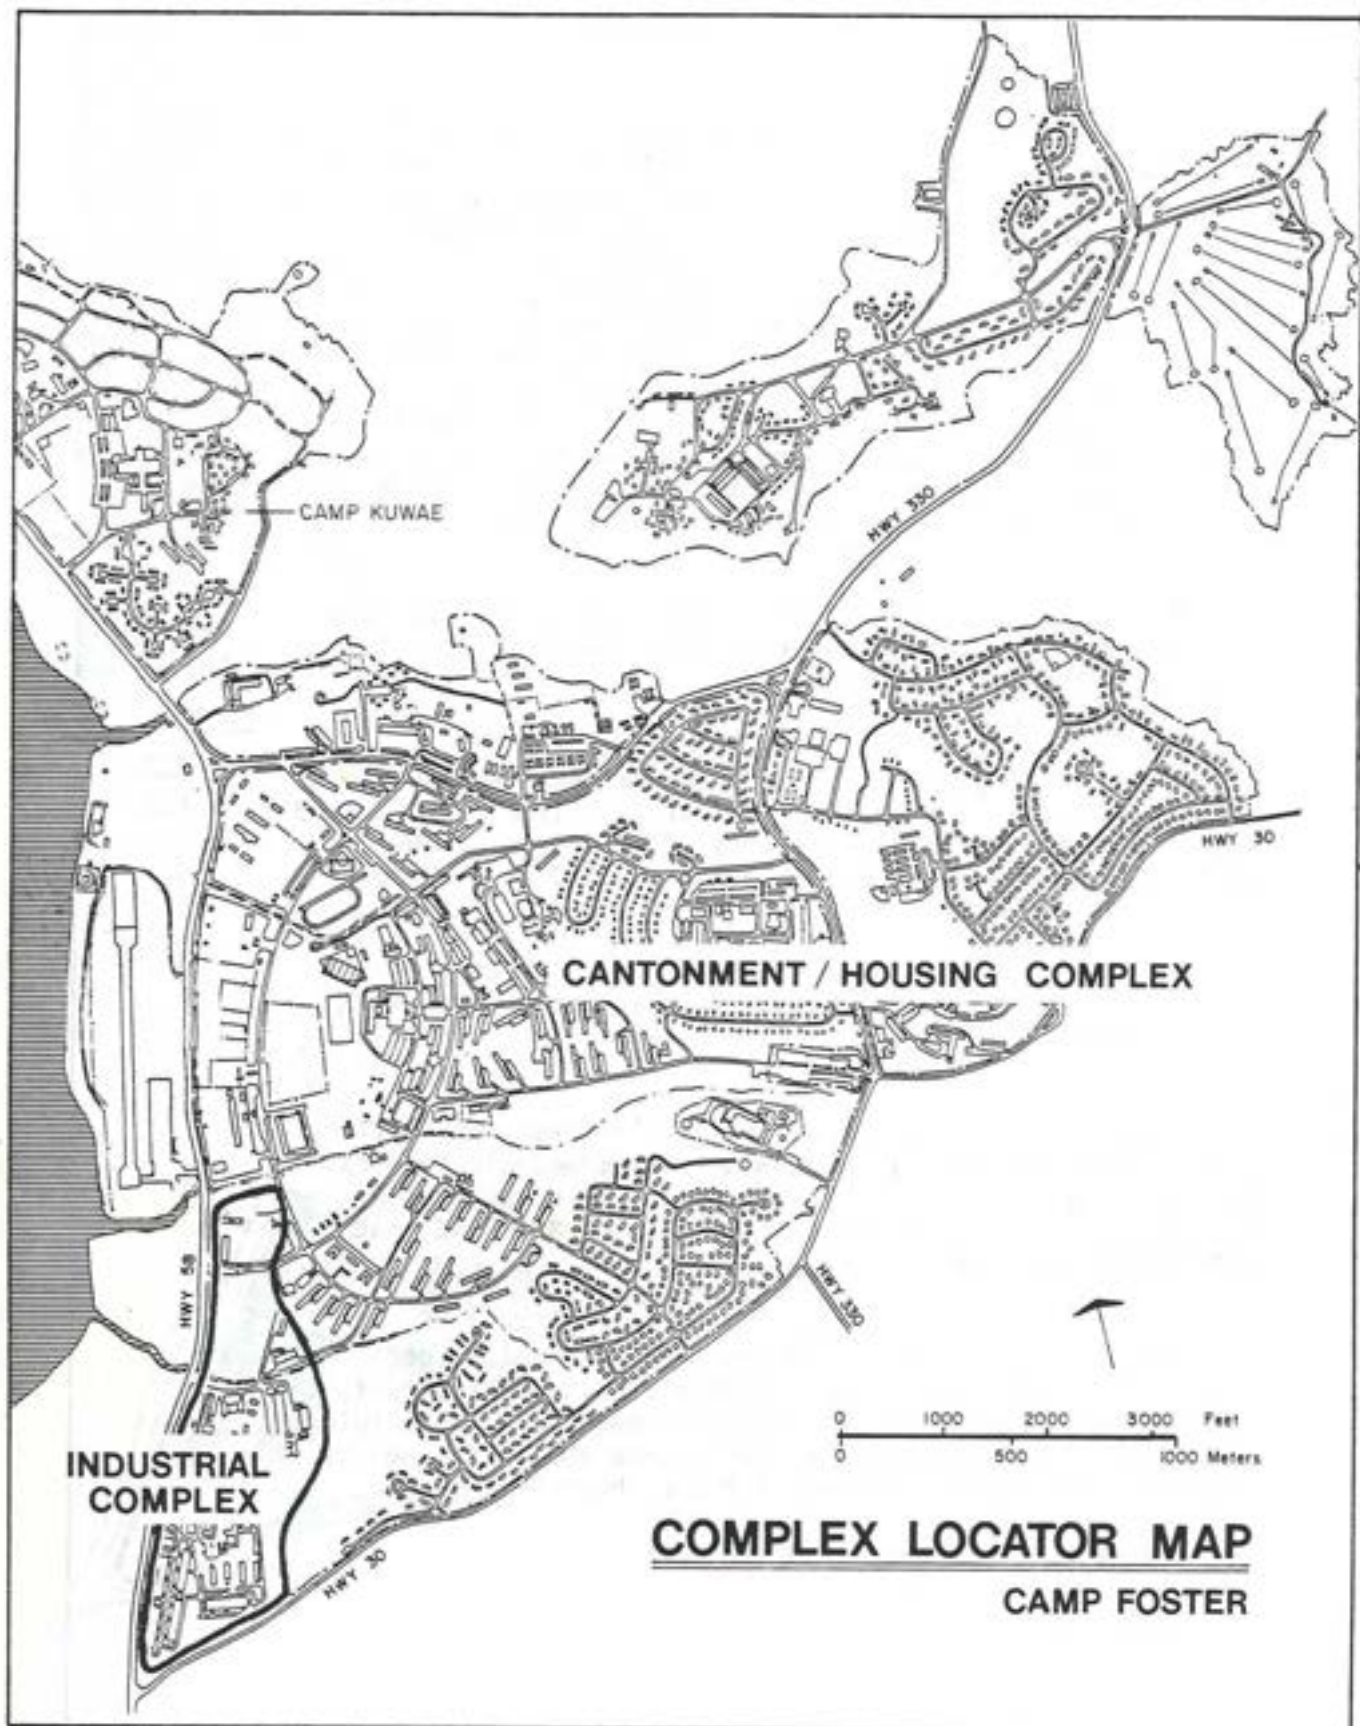 CAMP KUWAE
HWY 330
HWY 30
CANTONMENT / HOUSING COMPLEX
HWY 58
HWY 330
0 1000 2000 3000 Feet
0 500 1000 Meters
INDUSTRIAL
COMPLEX
HWY 30
COMPLEX LOCATOR MAP
CAMP FOSTER